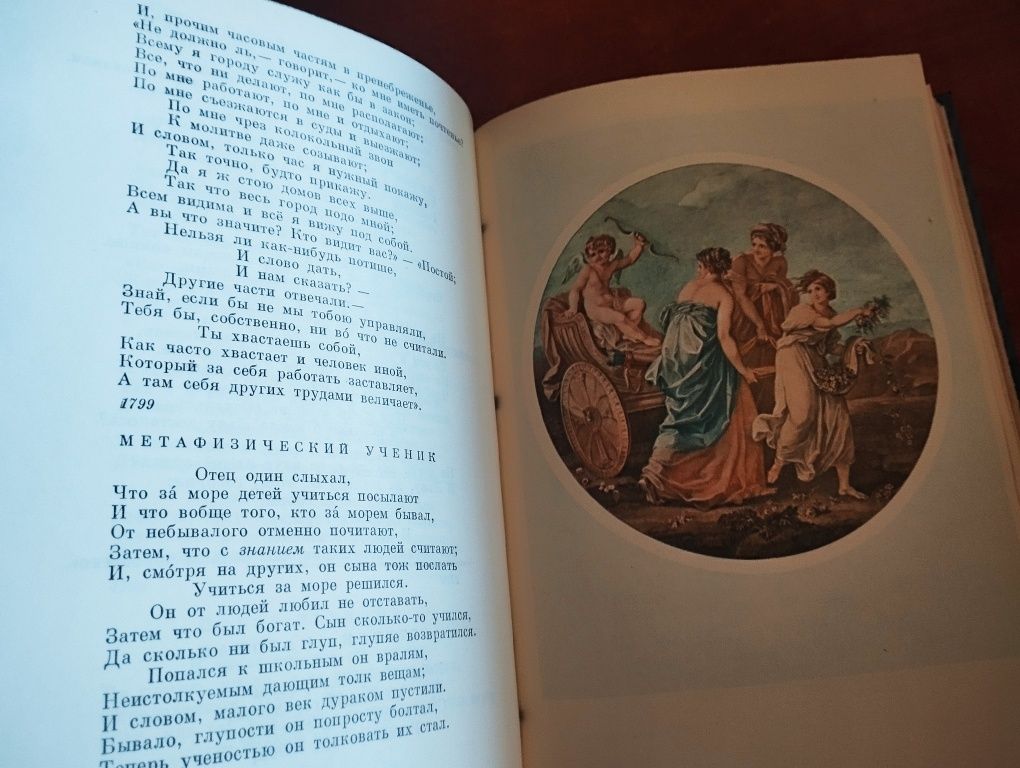 И, прочим часовым частям в пренебреженье,
«Не должно ль,— говорит,— ко мне иметь почтенье?
Всему я городу служу как бы в закон;
Все, что ни делают, по мне располагают;
По мне работают, по мне и отдыхают;
По мне съезжаются в суды и выезжают;
По мне чрез колокольный звон
К молитве даже созывают;
И словом, только час я нужный покажу,
Так точно, будто прикажу.
Да я ж стою домов всех выше,
Так что весь город подо мной;
Всем видима и всё я вижу под собой.
А вы что значите? Кто видит вас?» — «Постой;
Нельзя ли как-нибудь потише,
И слово дать,
И нам сказать? —
Другие части отвечали.—
Знай, если бы не мы тобою управляли,
Тебя бы, собственно, ни во́ что не считали.
Ты хвастаешь собой,
Как часто хвастает и человек иной,
Который за себя работать заставляет,
А там себя других трудами величает».
1799
МЕТАФИЗИЧЕСКИЙ УЧЕНИК
Отец один слыхал,
Что за́ море детей учиться посылают
И что вобще того, кто за́ морем бывал,
От небывалого отменно почитают,
Затем, что с знанием таких людей считают;
И, смо́тря на других, он сына тож послать
Учиться за море решился.
Он от людей любил не отставать,
Затем что был богат. Сын сколько-то учился,
Да сколько ни был глуп, глупяе возвратился.
Попался к школьным он вралям,
Неистолкуемым дающим толк вещам;
И словом, малого век дураком пустили.
Бывало, глупости он попросту болтал,
Теперь ученостью он толковать их стал.